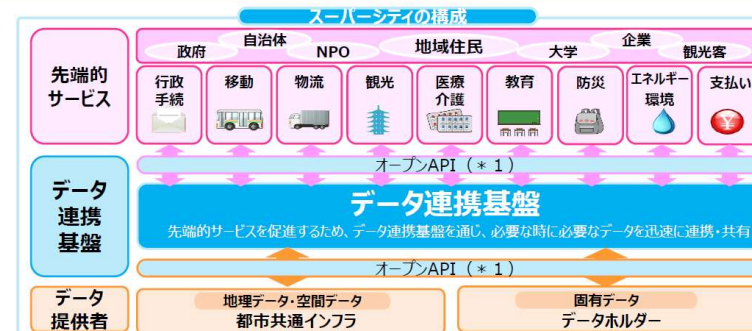 スーパーシティの構成
先端的
サービス
政府
自治体
NPO
地域住民
大学
企業
観光客
行政
手続
移動
物流
観光
医療
介護
教育
防災
エネルギー
環境
支払い
オープンAPI（＊1）
データ
連携
基盤
データ連携基盤
先端的サービスを促進するため、データ連携基盤を通じ、必要な時に必要なデータを迅速に連携・共有
オープンAPI（＊1）
データ
提供者
地理データ・空間データ
都市共通インフラ
固有データ
データホルダー